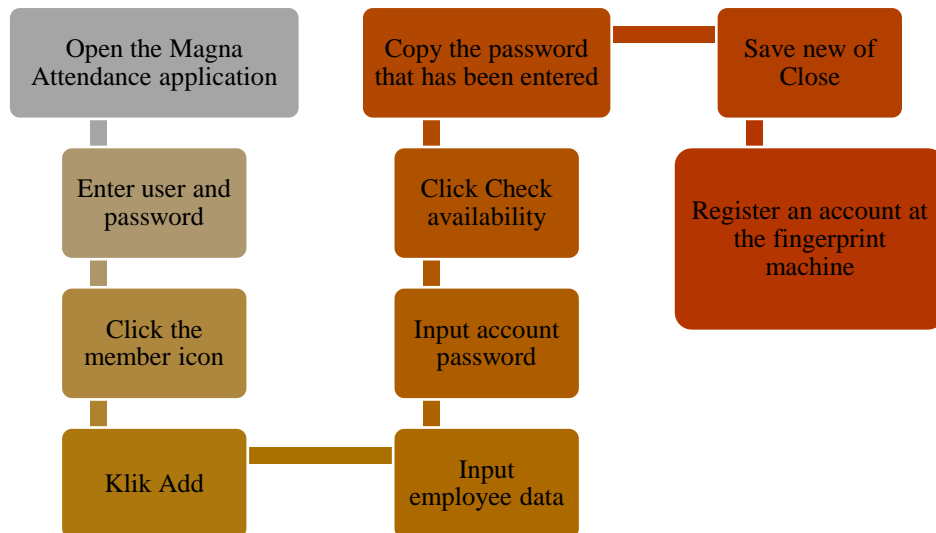 Open the Magna
Attendance application
Enter user and
password
Click the
member icon
Klik Add
Input
employee data
Input account
password
Click Check
availability
Copy the password
that has been entered
Save new of
Close
Register an account at
the fingerprint
machine